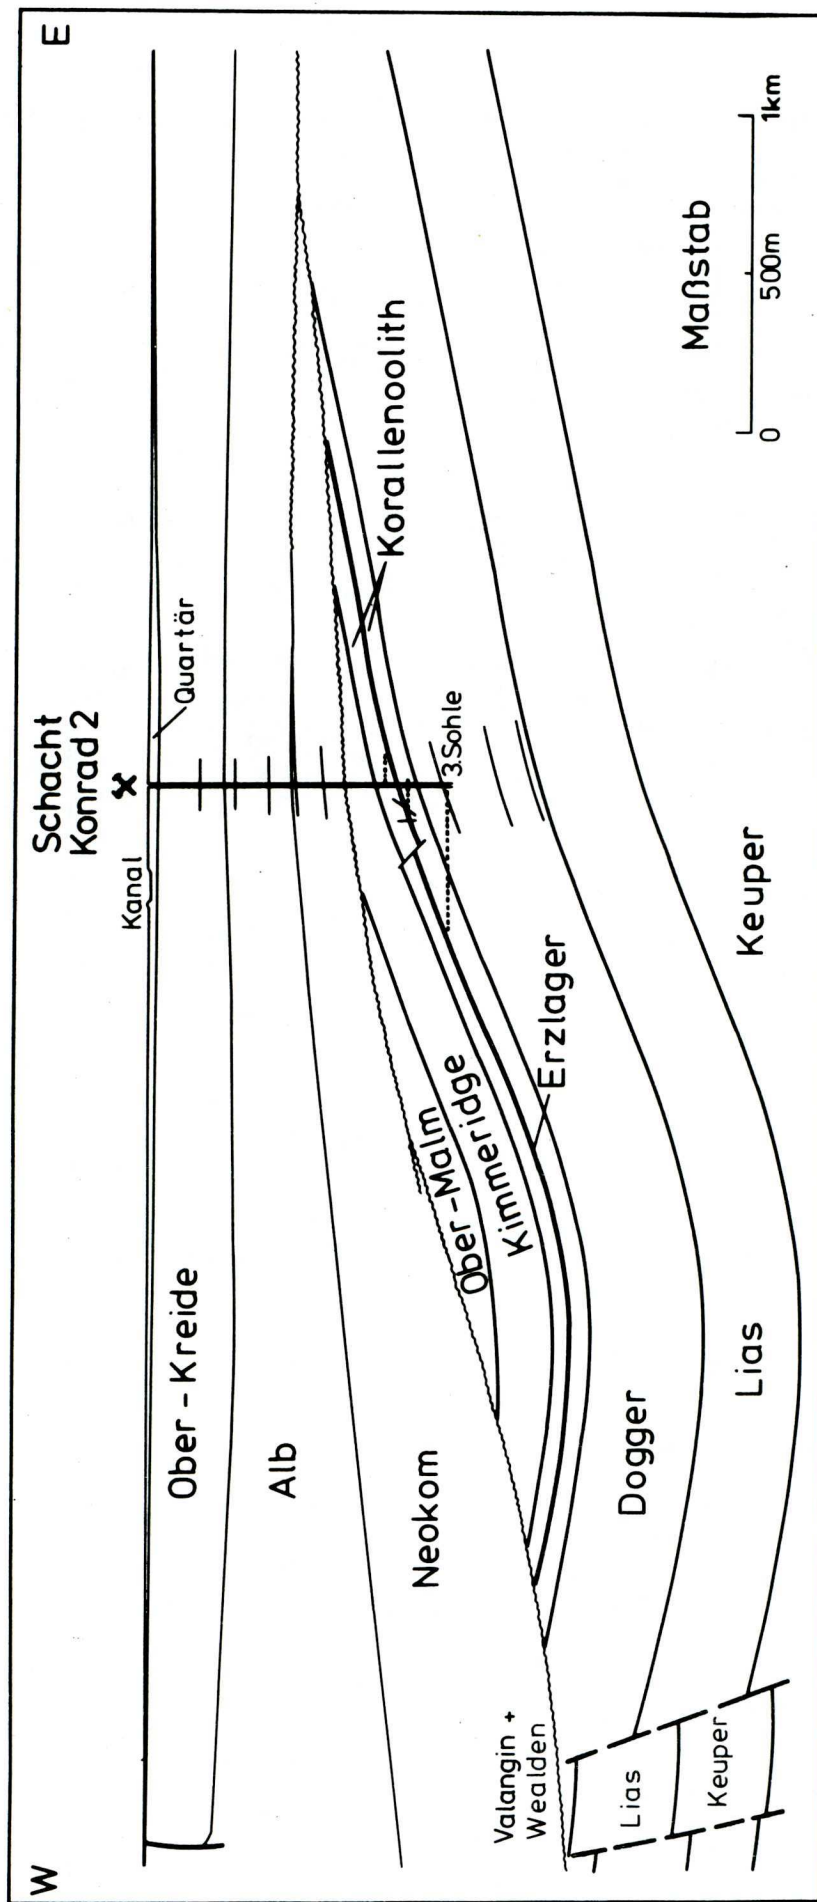 W
E
Schacht
Konrad 2
Kanal
Quartär
Ober-Kreide
Alb
Neokom
Ober-Malm
Kimmeridge
Korallenoolith
3.Sohle
Erzlager
Valangin +
Wealden
Dogger
Lias
Keuper
Lias
Keuper
Maßstab
0
500m
1km